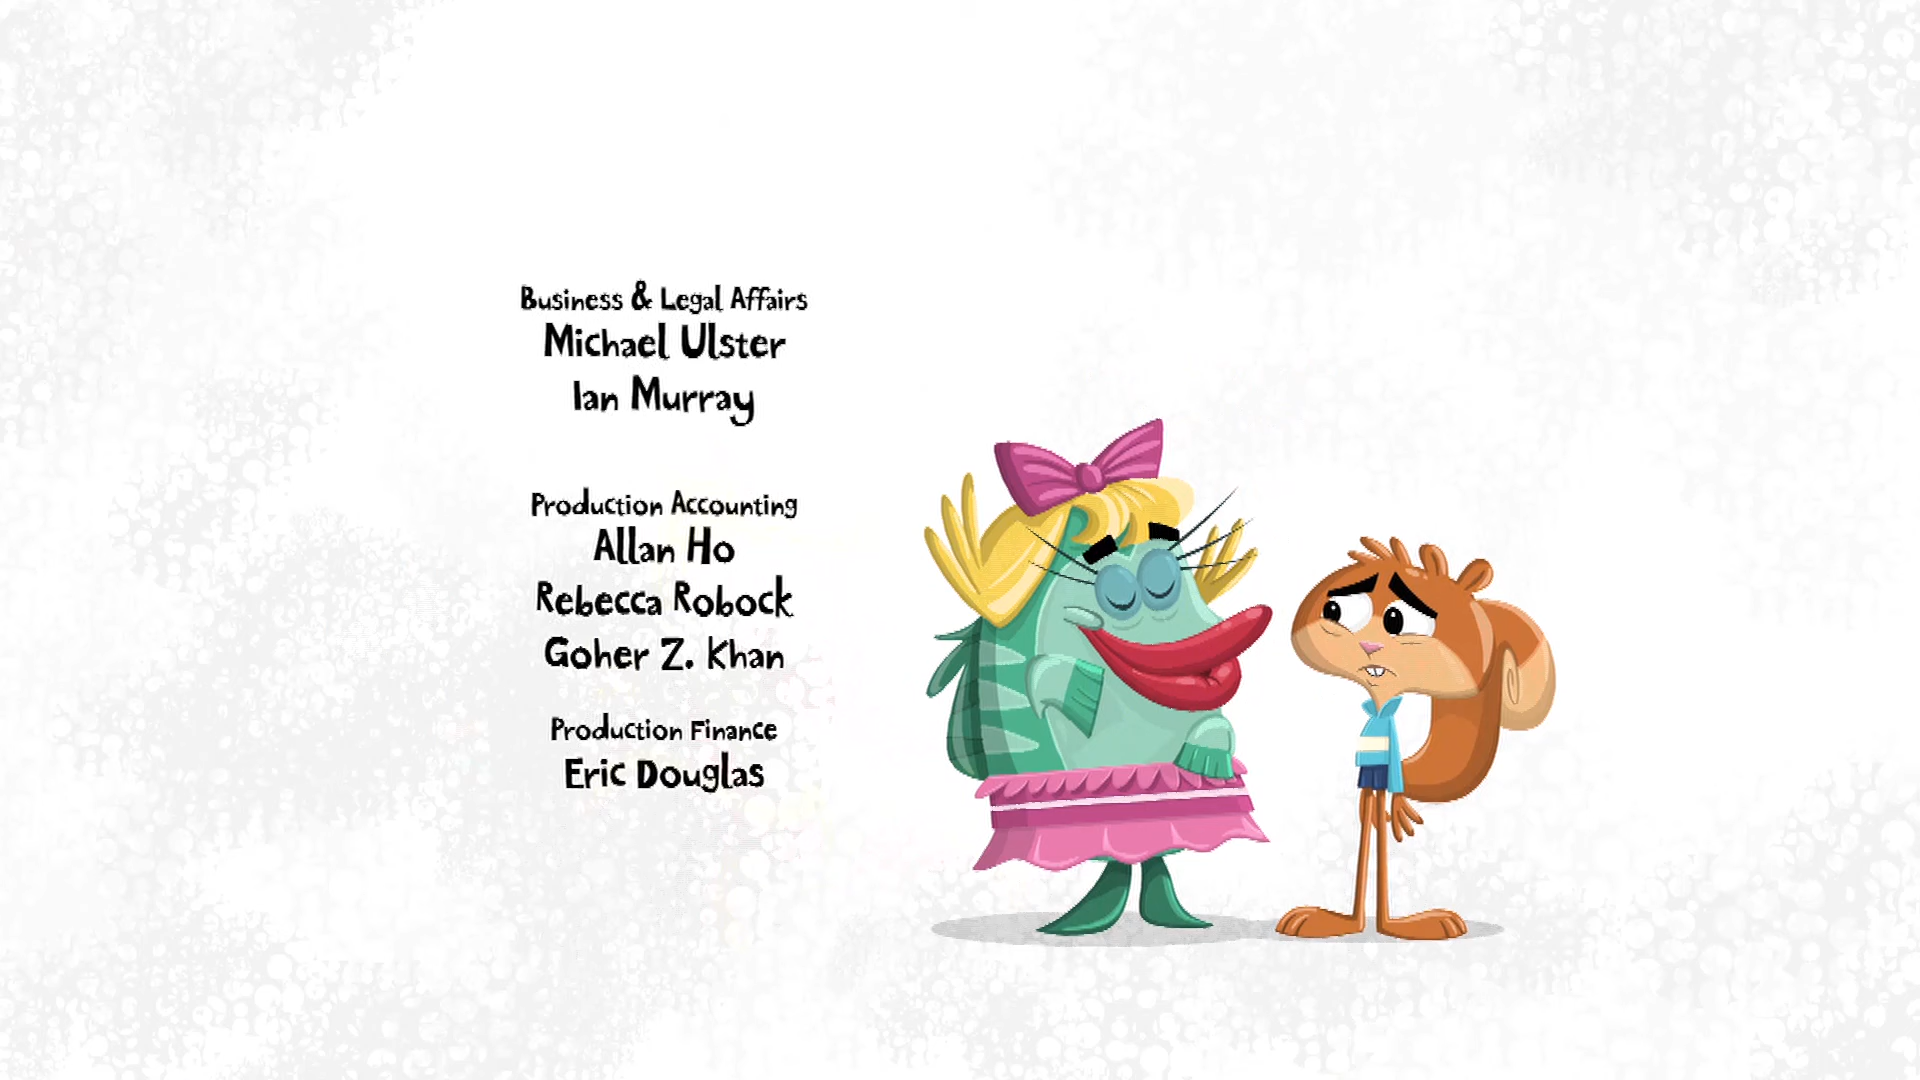 Business & Legal Affairs
Michael Ulster
Ian Murray
Production Accounting
Allan Ho
Rebecca Robock
Goher Z. Khan
Production Finance
Eric Douglas